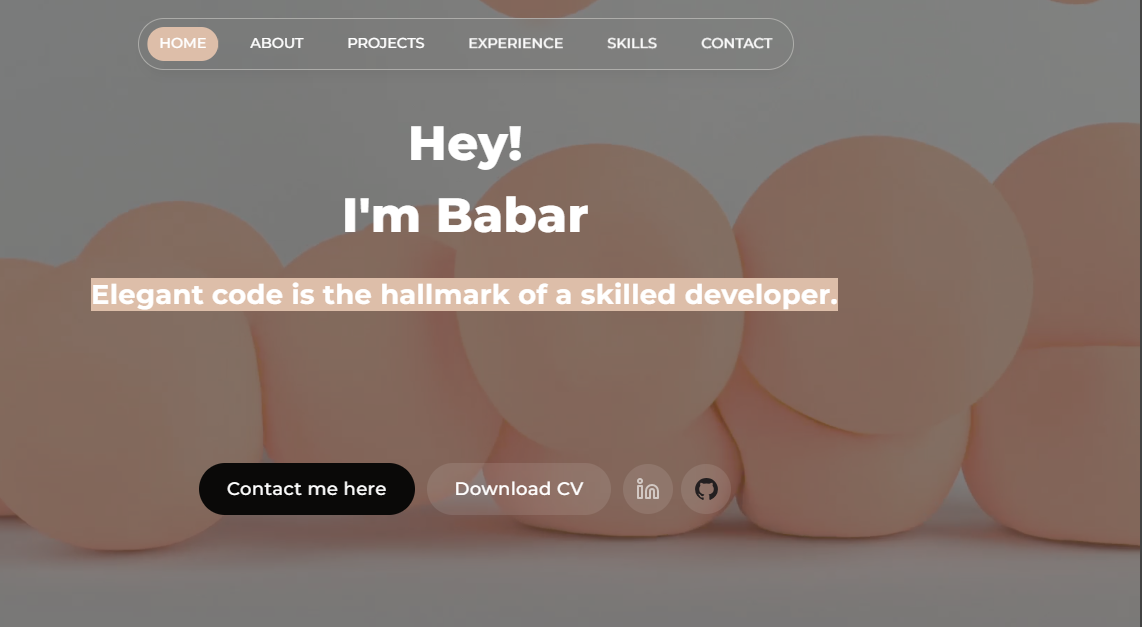 HOME ABOUT PROJECTS EXPERIENCE SKILLS CONTACT
Hey!
I'm Babar
Elegant code is the hallmark of a skilled developer.
Contact me here Download CV in